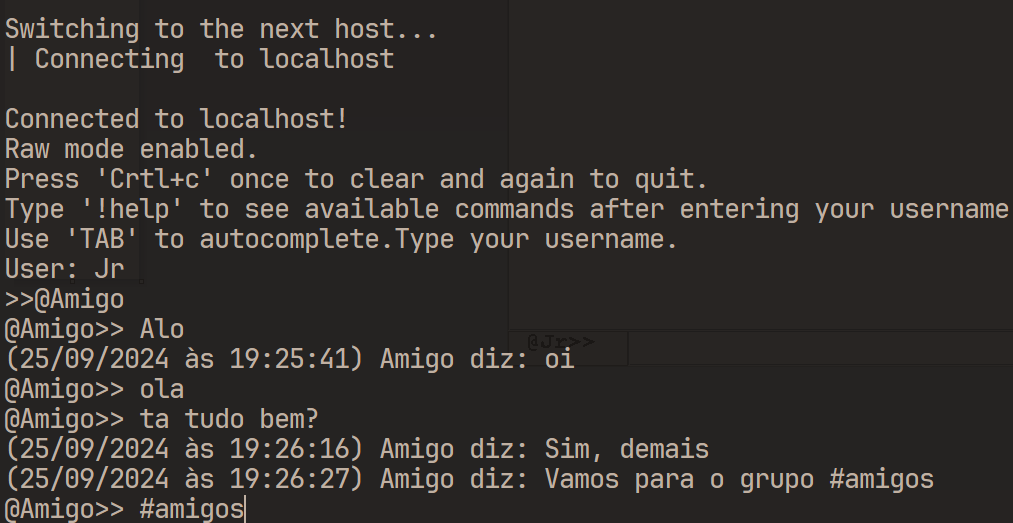 Switching to the next host...
| Connecting  to localhost
Connected to localhost!
Raw mode enabled.
Press 'Crtl+c' once to clear and again to quit.
Type '!help' to see available commands after entering your username
Use 'TAB' to autocomplete.Type your username.
User: Jr
>>@Amigo
@Amigo>> Alo
@Jr>>
(25/09/2024 às 19:25:41) Amigo diz: oi
@Amigo>> ola
@Amigo>> ta tudo bem?
(25/09/2024 às 19:26:16) Amigo diz: Sim, demais
(25/09/2024 às 19:26:27) Amigo diz: Vamos para o grupo #amigos
@Amigo>> #amigos